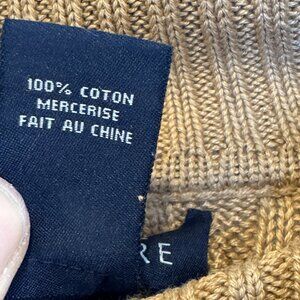 100% COTON
MERCERISE
FAIT AU CHINE
RE